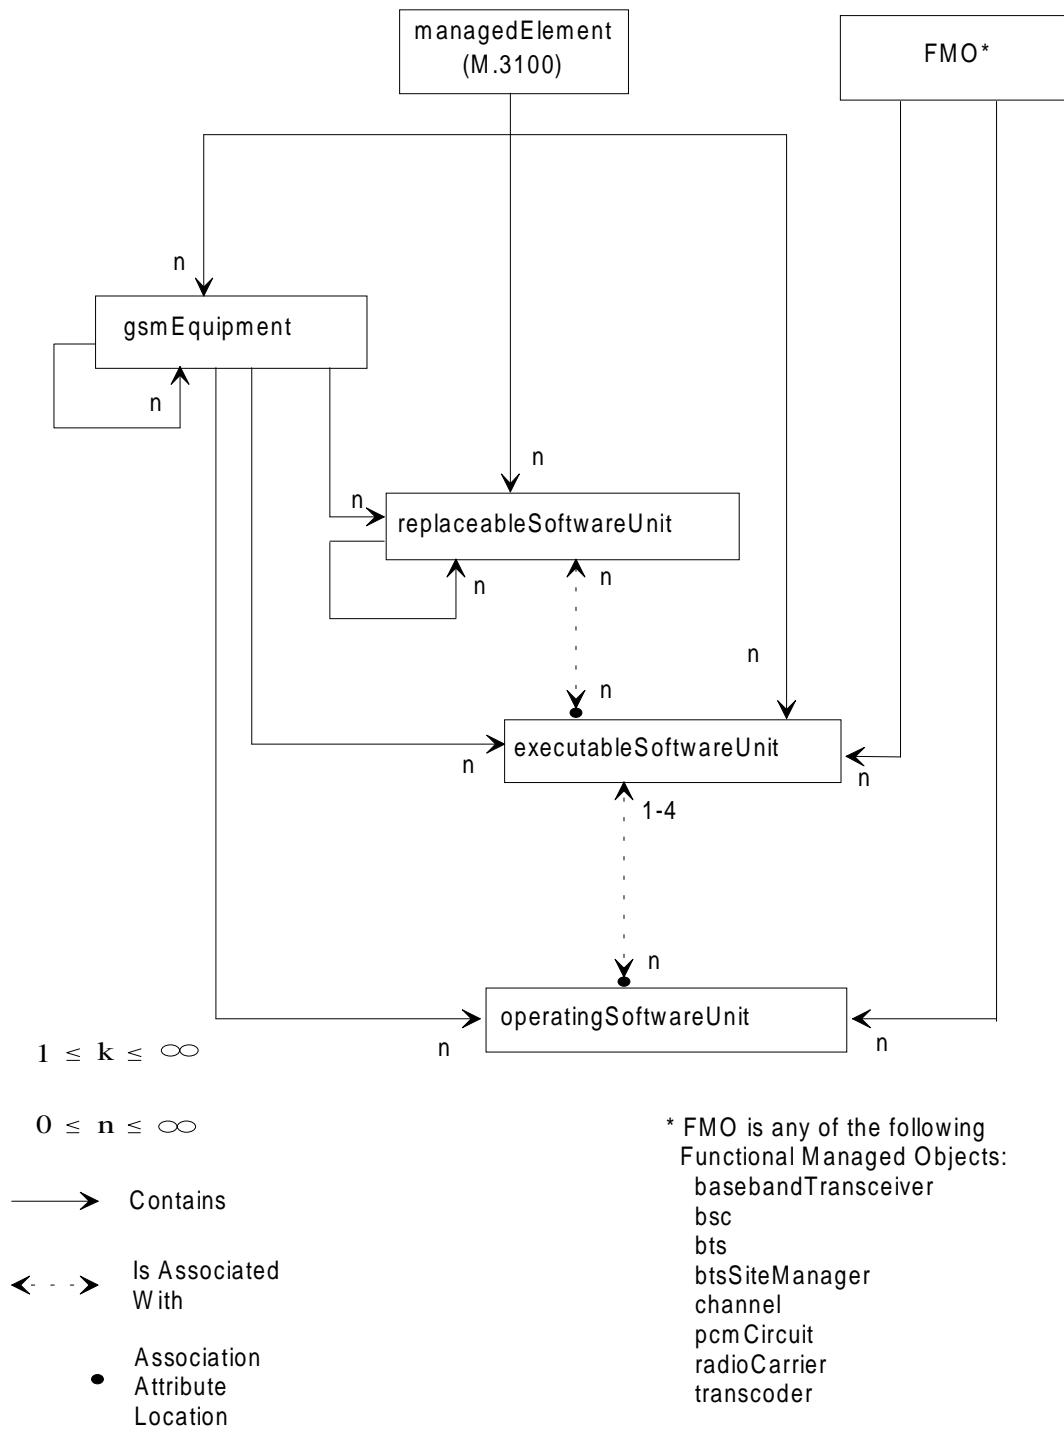 managedElement
(M.3100)
FMO*
n
gsmEquipment
n
n
n
replaceableSoftwareUnit
n
n
n
n
executableSoftwareUnit
n
n
1-4
n
operatingSoftwareUnit
n
n
1 ≤ k ≤ ∞
0 ≤ n ≤ ∞
Contains
Is Associated
With
Association
Attribute
Location
* FMO is any of the following
Functional Managed Objects:
basebandTransceiver
bsc
bts
btsSiteManager
channel
pcmCircuit
radioCarrier
transcoder